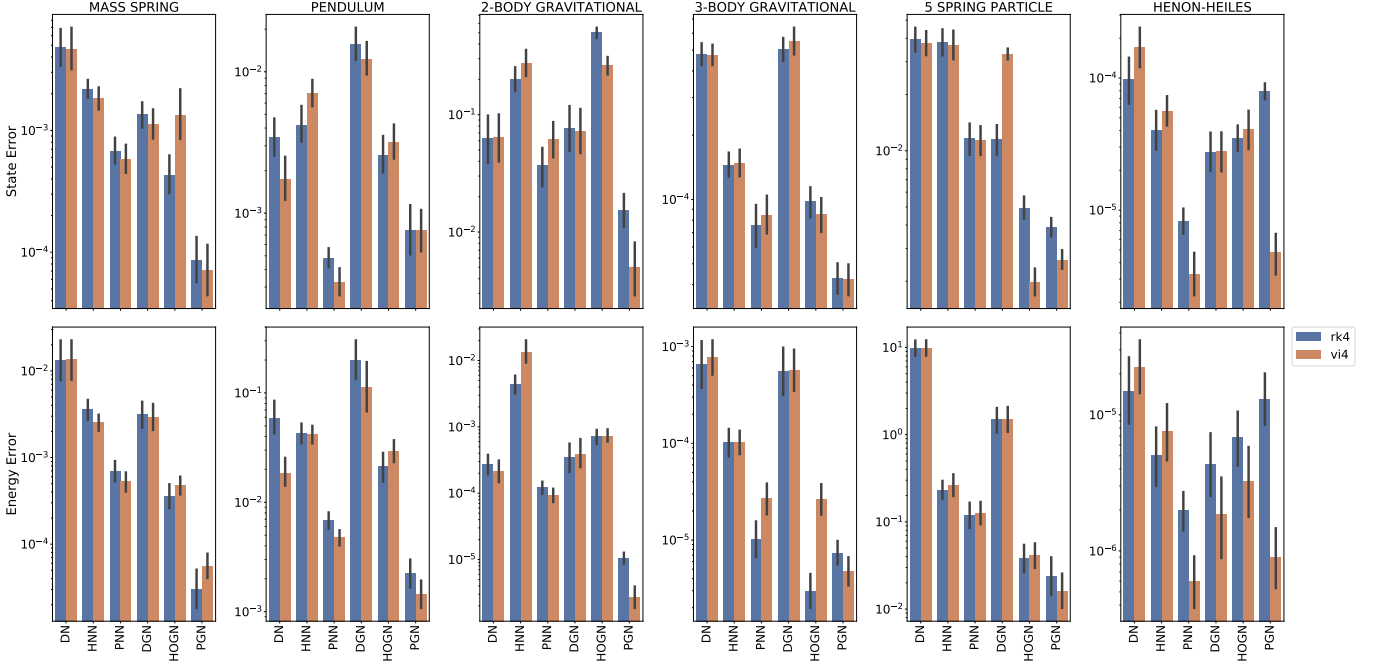 MASS SPRING
PENDULUM
2-BODY GRAVITATIONAL
3-BODY GRAVITATIONAL
5 SPRING PARTICLE
HENON-HEILES
State Error
10⁻³
10⁻⁴
10⁻²
10⁻³
10⁻¹
10⁻²
10⁻⁴
10⁻²
10⁻⁴
10⁻⁵
Energy Error
10⁻²
10⁻³
10⁻⁴
10⁻¹
10⁻²
10⁻³
10⁻²
10⁻³
10⁻⁴
10⁻⁵
10⁻³
10⁻⁴
10⁻⁵
10¹
10⁰
10⁻¹
10⁻²
10⁻⁵
10⁻⁶
rk4
vi4
DN
HNN
PNN
DGN
HOGN
PGN
DN
HNN
PNN
DGN
HOGN
PGN
DN
HNN
PNN
DGN
HOGN
PGN
DN
HNN
PNN
DGN
HOGN
PGN
DN
HNN
PNN
DGN
HOGN
PGN
DN
HNN
PNN
DGN
HOGN
PGN